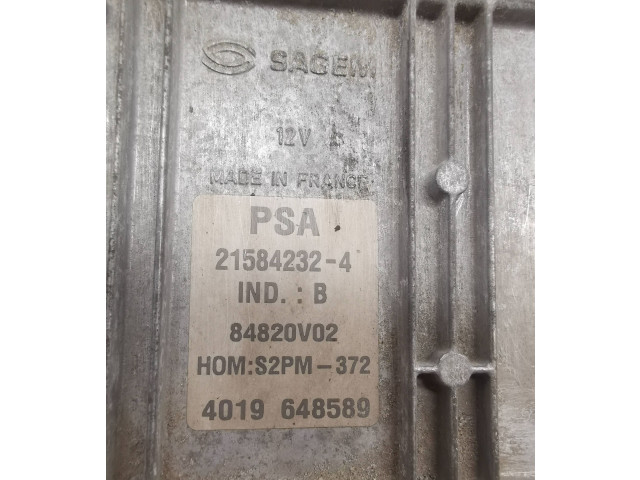 SAGEM
12V
MADE IN FRANCE
PSA
21584232-4
IND. : B
84820V02
HOM:S2PM-372
4019 648589